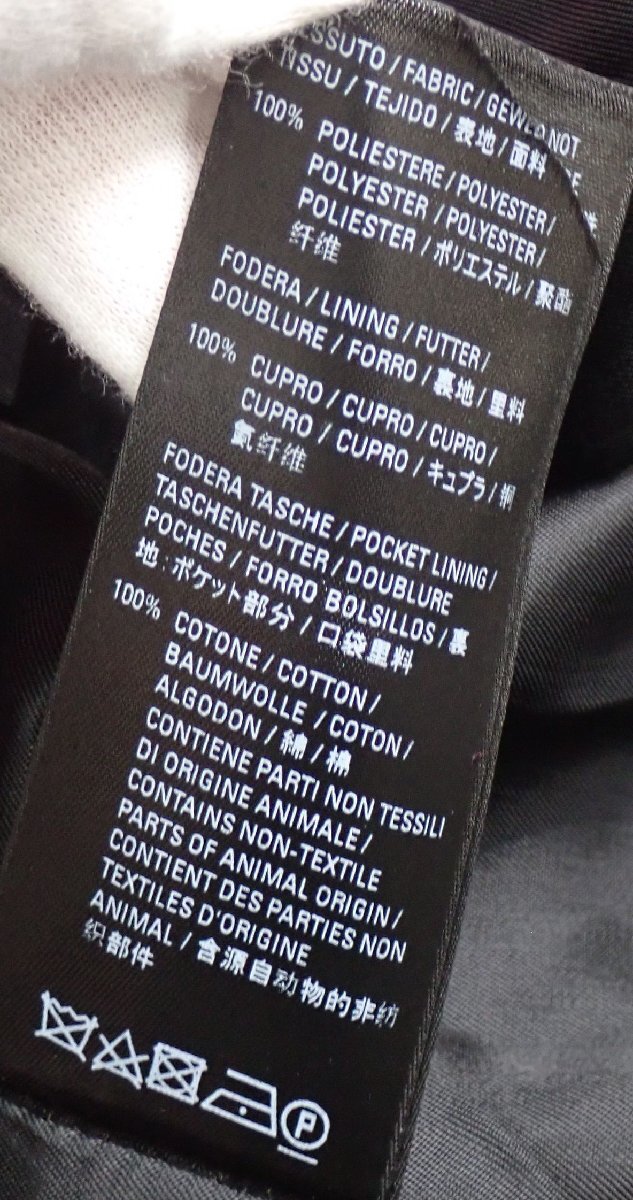 TESSUTO / FABRIC / GEWEBE
TISSU / TEJIDO / 表地 / 面料
100%
POLIESTERE / POLYESTER /
POLYESTER / POLYESTER /
POLIESTER / ポリエステル / 聚酯
纤维
FODERA / LINING / FUTTER /
DOUBLURE / FORRO / 裏地 / 里料
100%
CUPRO / CUPRO / CUPRO /
CUPRO / CUPRO / キュプラ / 铜
氨纤维
FODERA TASCHE / POCKET LINING /
TASCHENFUTTER / DOUBLURE
POCHES / FORRO BOLSILLOS / 裏
地:ポケット部分 / 口袋里料
100%
COTONE / COTTON /
BAUMWOLLE / COTON /
ALGODON / 綿 / 棉
CONTIENE PARTI NON TESSILI
DI ORIGINE ANIMALE /
CONTAINS NON-TEXTILE
PARTS OF ANIMAL ORIGIN /
CONTIENT DES PARTIES NON
TEXTILES D'ORIGINE
ANIMAL / 含源自动物的非纺
织部件
P